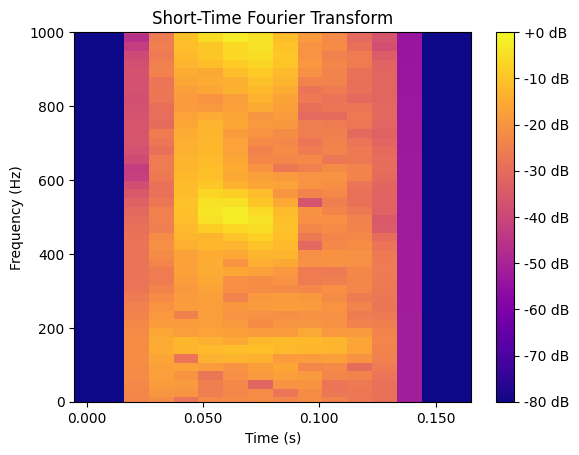 Short-Time Fourier Transform
1000
800
600
400
200
0
Frequency (Hz)
0.000
0.050
0.100
0.150
Time (s)
+0 dB
-10 dB
-20 dB
-30 dB
-40 dB
-50 dB
-60 dB
-70 dB
-80 dB